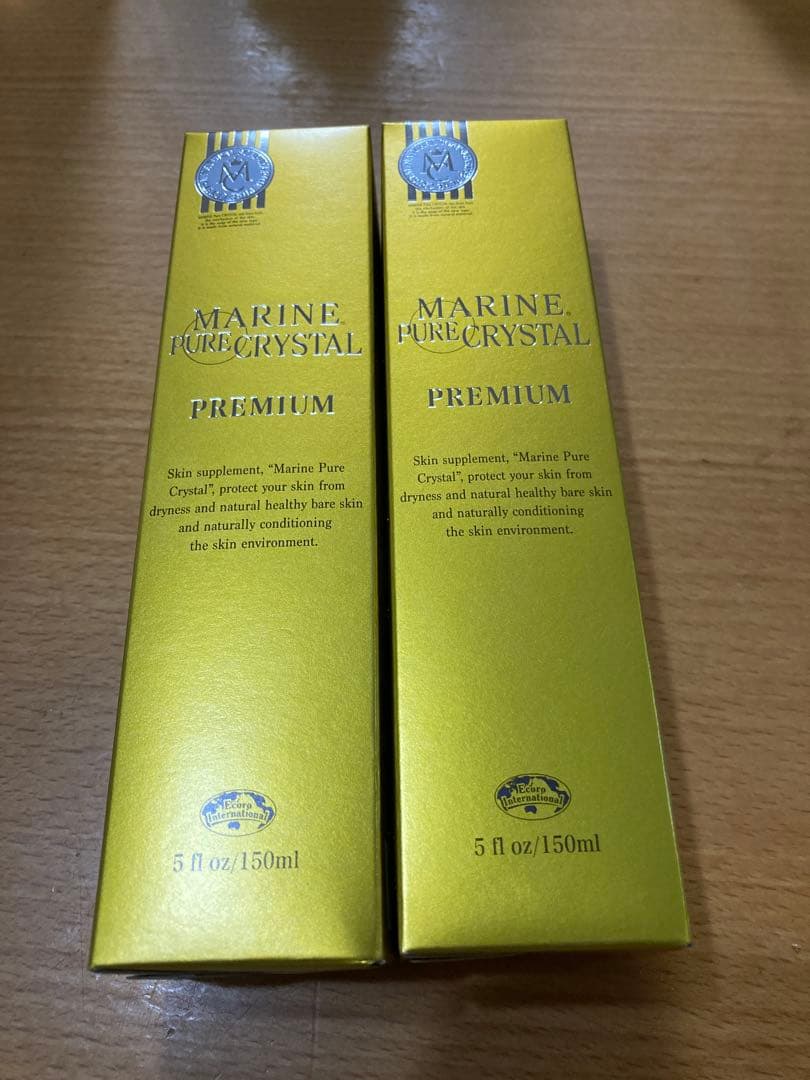 MC
MARINE
PURE CRYSTAL
PREMIUM
Skin supplement, “Marine Pure
Crystal”, protect your skin from
dryness and natural healthy bare skin
and naturally conditioning
the skin environment.
Ecoro
International
5 fl oz/150ml
MC
MARINE®
PURE CRYSTAL
PREMIUM
Skin supplement, “Marine Pure
Crystal”, protect your skin from
dryness and natural healthy bare skin
and naturally conditioning
the skin environment.
Ecoro
International
5 fl oz/150ml